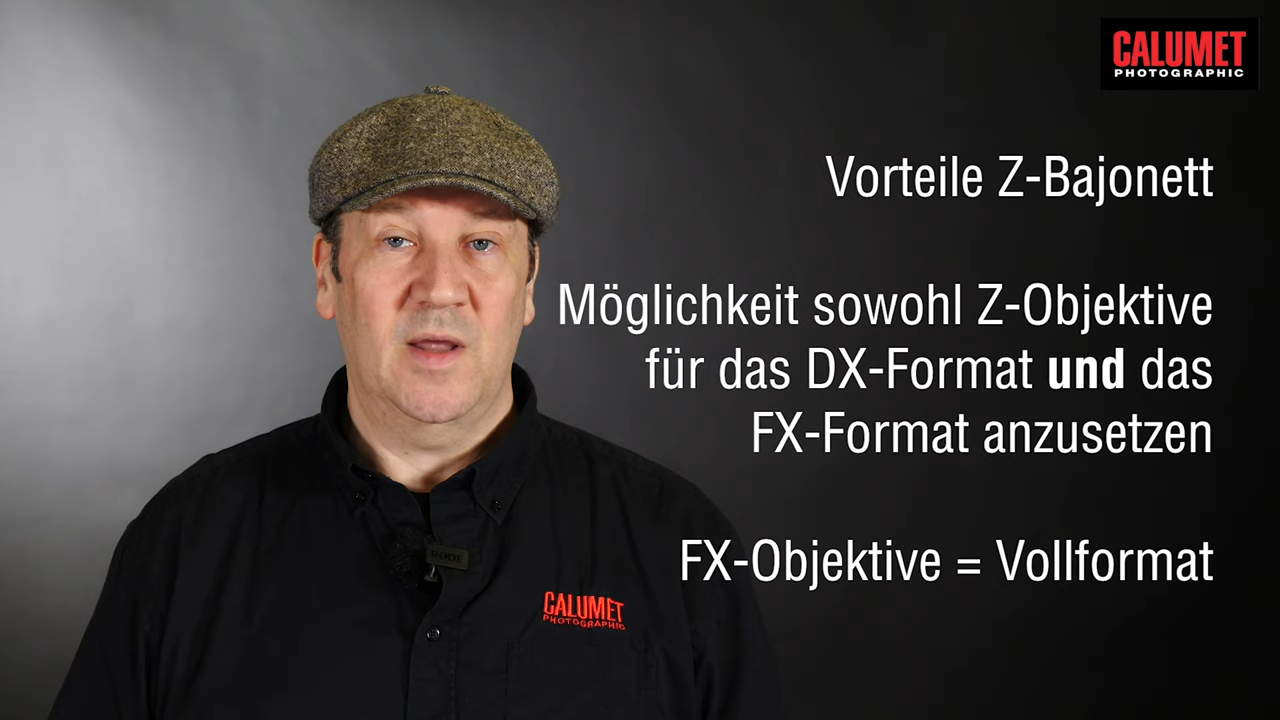 CALUMET
PHOTOGRAPHIC
Vorteile Z-Bajonett
Möglichkeit sowohl Z-Objektive
für das DX-Format und das
FX-Format anzusetzen
FX-Objektive = Vollformat
RODE
CALUMET
PHOTOGRAPHIC